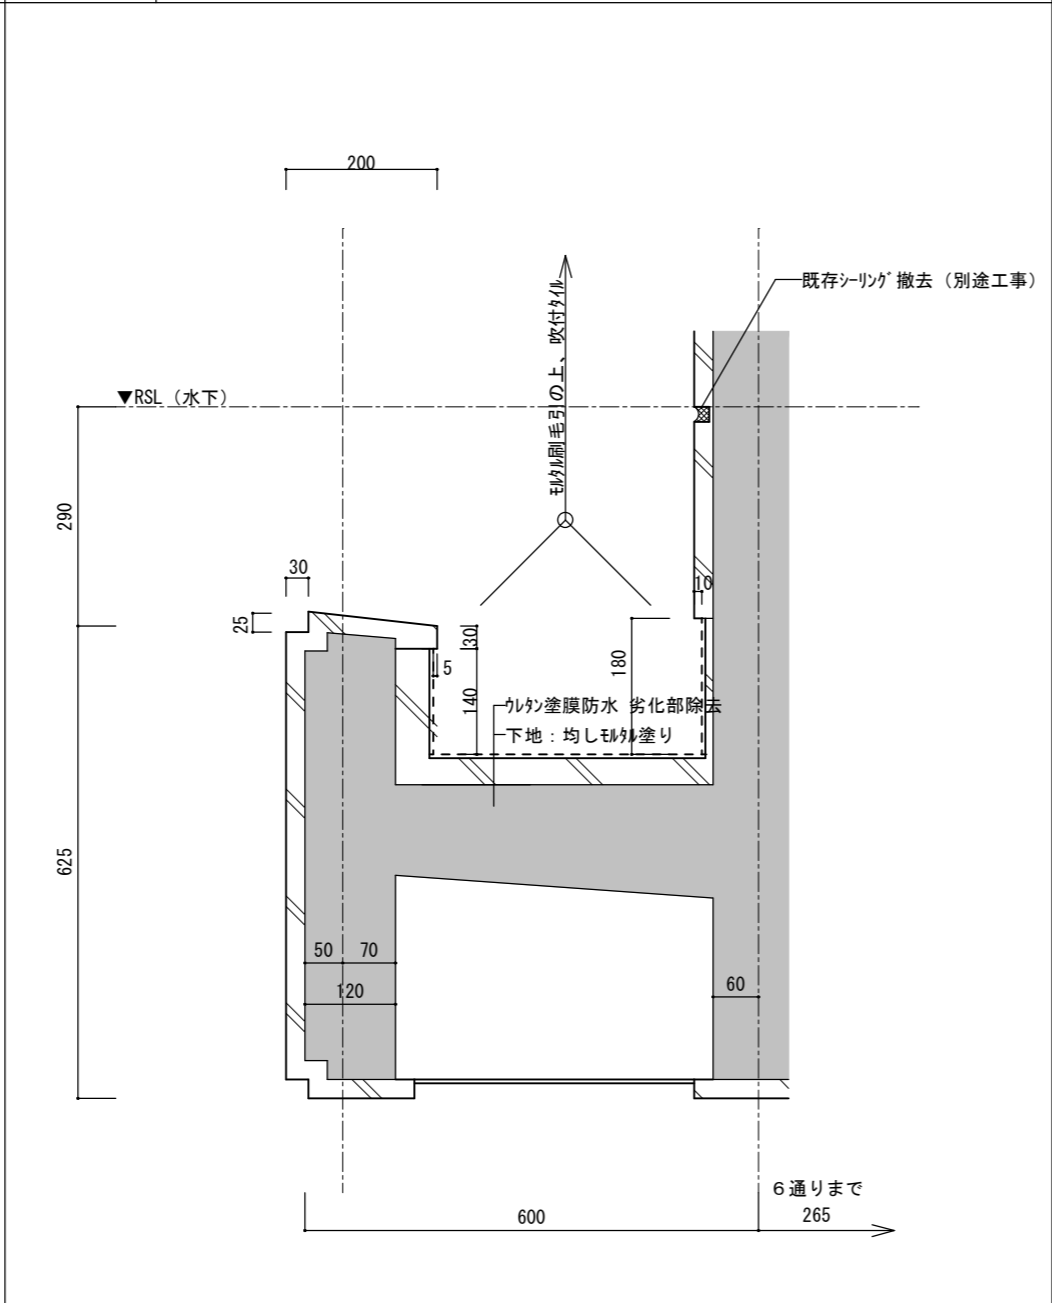 200
既存シーリング撤去（別途工事）
モルタル刷毛引の上、吹付タイル
▼RSL（水下）
290
30
10
25
30
180
5
140
ウレタン塗膜防水 劣化部除去
下地：均しモルタル塗り
625
50
70
60
120
６通りまで
600
265